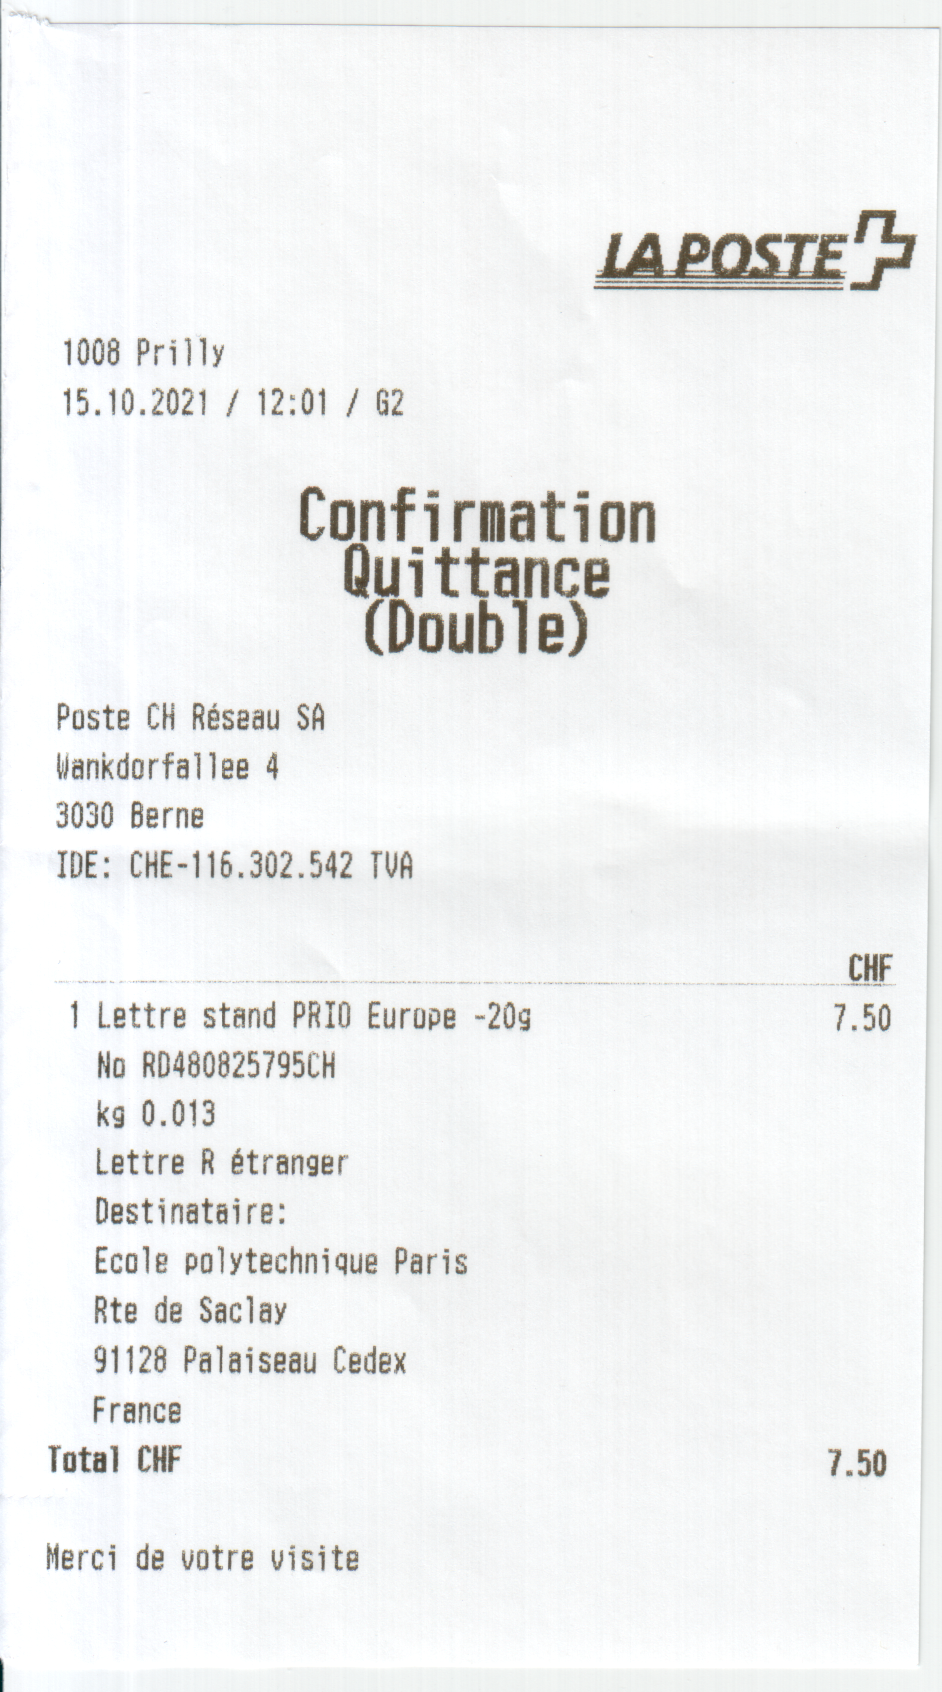 LA POSTE
1008 Prilly
15.10.2021 / 12:01 / G2
Confirmation
Quittance
(Double)
Poste CH Réseau SA
Wankdorfallee 4
3030 Berne
IDE: CHE-116.302.542 TVA
CHF
1 Lettre stand PRIO Europe -20g 7.50
No RD480825795CH
kg 0.013
Lettre R étranger
Destinataire:
Ecole polytechnique Paris
Rte de Saclay
91128 Palaiseau Cedex
France
Total CHF 7.50
Merci de votre visite